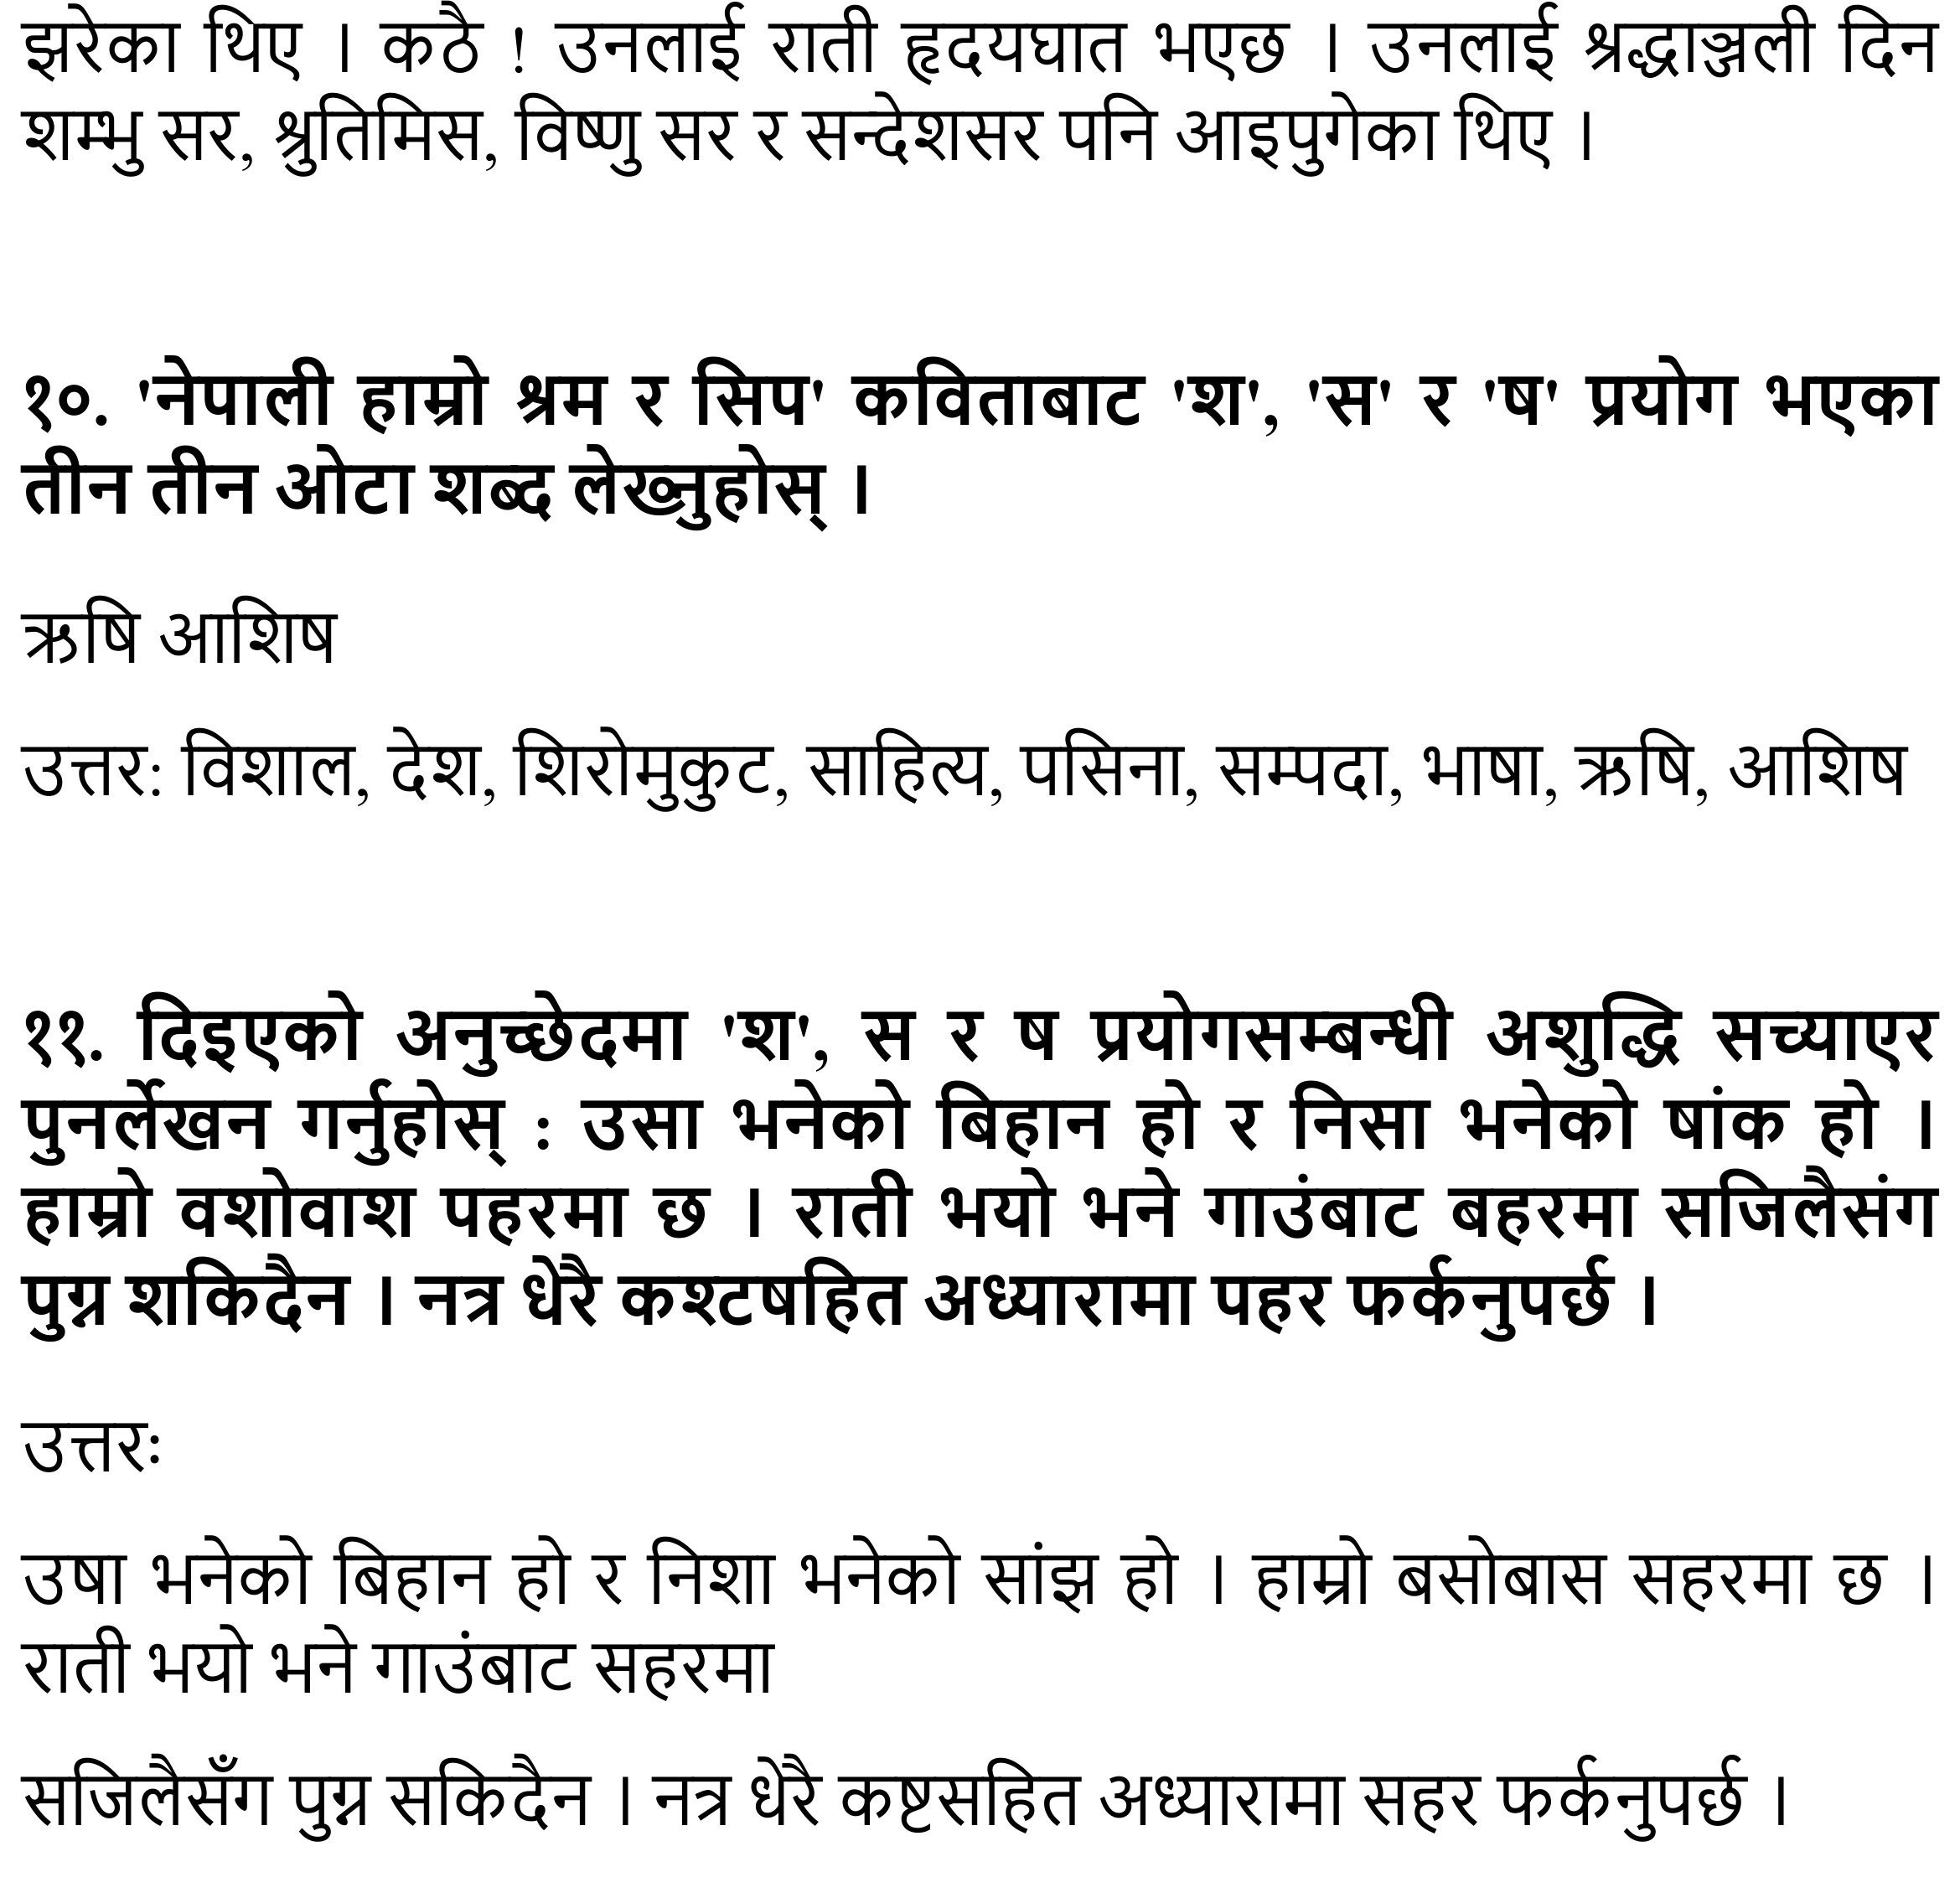 झरेका थिए । कठै ! उनलाई राती हृदयघात भएछ । उनलाई श्रद्धाञ्जली दिन
शम्भु सर, श्रुतिमिस, विष्णु सर र सन्देशसर पनि आइपुगेका थिए ।
१०. 'नेपाली हाम्रो श्रम र सिप' कविताबाट 'श', 'स' र 'ष' प्रयोग भएका
तीन तीन ओटा शब्द लेख्नुहोस् ।
ऋषि आशिष
उत्तर: विशाल, देश, शिरोमुकुट, साहित्य, पसिना, सम्पदा, भाषा, ऋषि, आशिष
११. दिइएको अनुच्छेदमा 'श', स र ष प्रयोगसम्बन्धी अशुद्धि सच्याएर
पुनर्लेखन गर्नुहोस् : उसा भनेको बिहान हो र निसा भनेको षांक हो ।
हाम्रो वशोवाश पहरमा छ । राती भयो भने गाउंबाट बहरमा सजिलैसंग
पुग्न शकिदैन । नत्र धेरै कश्टषहित अध्यारामा पहर फर्कनुपर्छ ।
उत्तरः
उषा भनेको बिहान हो र निशा भनेको सांझ हो । हाम्रो बसोबास सहरमा छ ।
राती भयो भने गाउंबाट सहरमा
सजिलैसँग पुग्न सकिदैन । नत्र धेरै कष्टसहित अध्यारामा सहर फर्कनुपर्छ ।